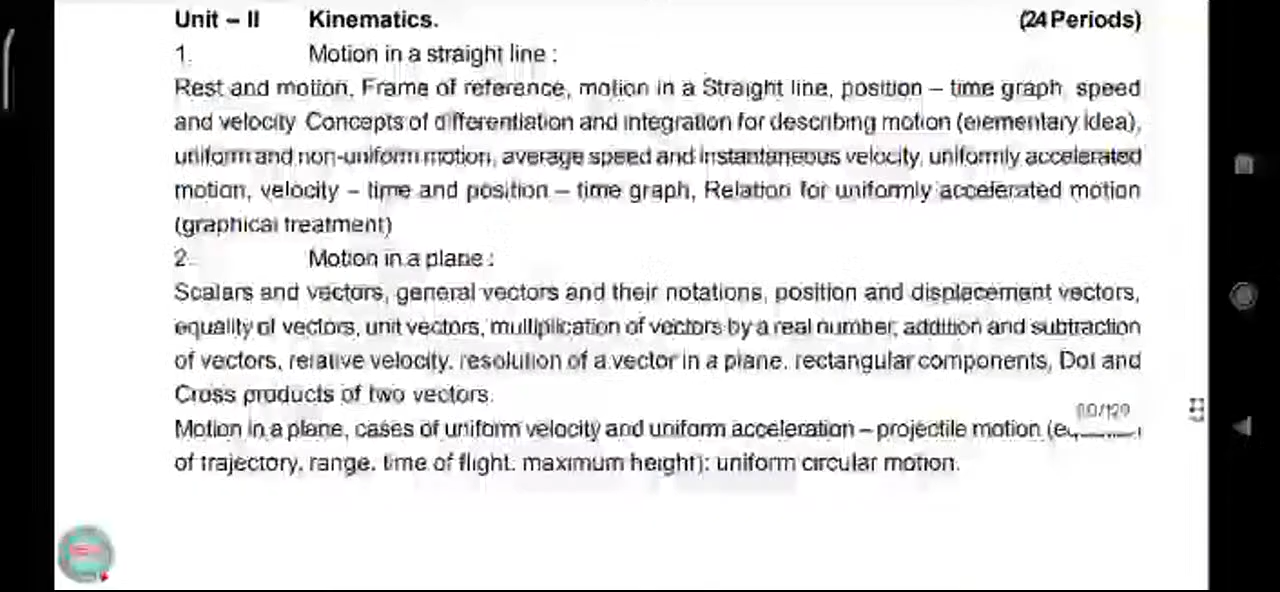 Unit – II Kinematics. (24 Periods)
1. Motion in a straight line :
Rest and motion, Frame of reference, motion in a Straight line, position – time graph, speed
and velocity. Concepts of differentiation and integration for describing motion (elementary idea),
uniform and non-uniform motion, average speed and instantaneous velocity, uniformly accelerated
motion, velocity – time and position – time graph, Relation for uniformly accelerated motion
(graphical treatment)
2. Motion in a plane :
Scalars and vectors, general vectors and their notations, position and displacement vectors,
equality of vectors, unit vectors, multiplication of vectors by a real number, addition and subtraction
of vectors, relative velocity, resolution of a vector in a plane, rectangular components, Dot and
Cross products of two vectors.
Motion in a plane, cases of uniform velocity and uniform acceleration – projectile motion
of trajectory, range, time of flight, maximum height); uniform circular motion.